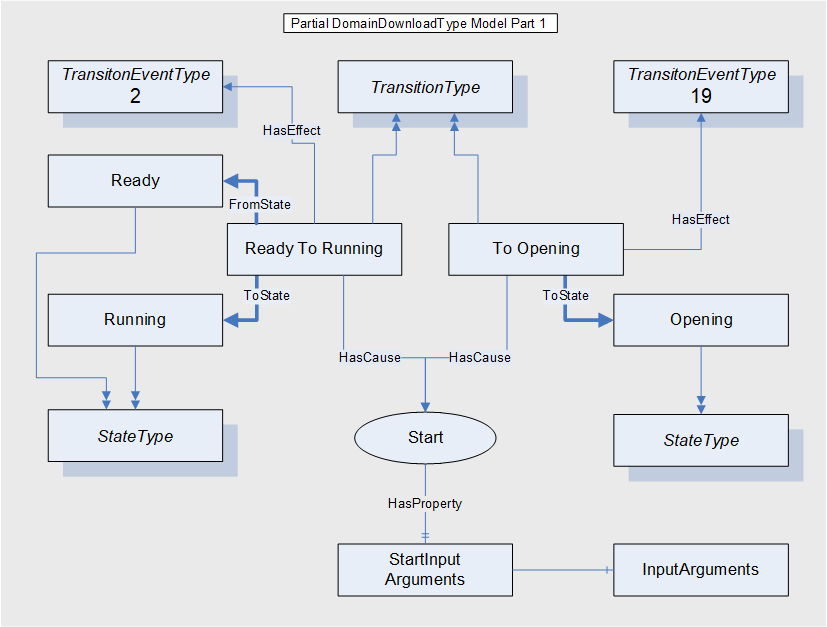 Partial DomainDownloadType Model Part 1
TransitonEventType
2
TransitionType
TransitonEventType
19
HasEffect
Ready
FromState
HasEffect
Ready To Running
To Opening
ToState
ToState
Running
Opening
HasCause
HasCause
StateType
Start
StateType
HasProperty
StartInput
Arguments
InputArguments